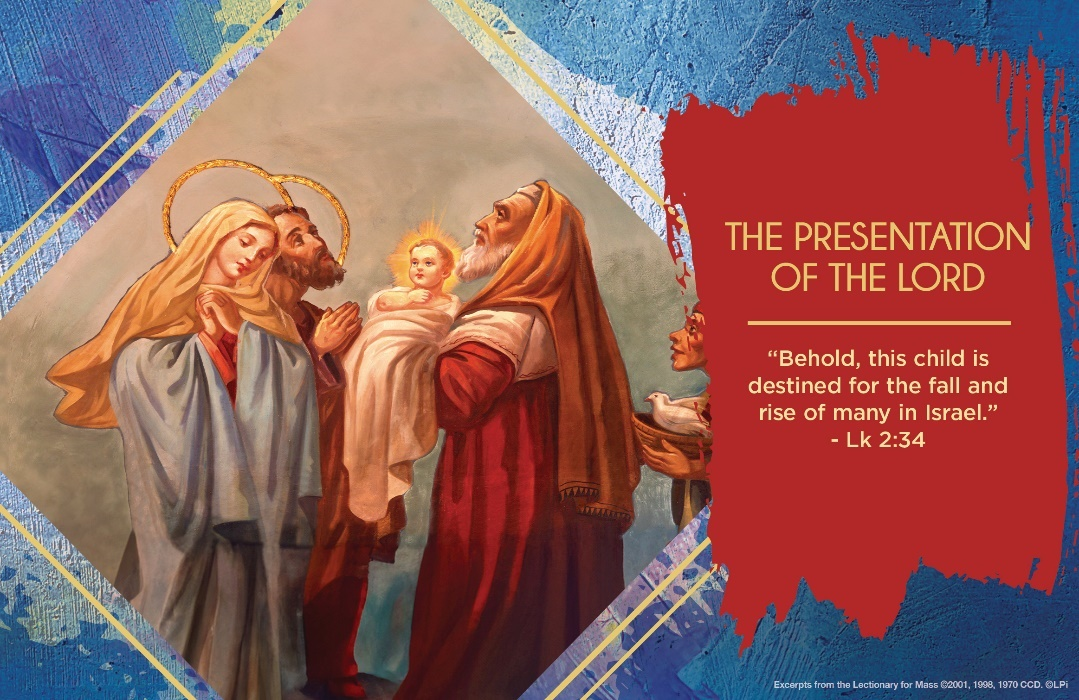 THE PRESENTATION
OF THE LORD
“Behold, this child is
destined for the fall and
rise of many in Israel.”
- Lk 2:34
Excerpts from the Lectionary for Mass ©2001, 1998, 1970 CCD. ©LPi